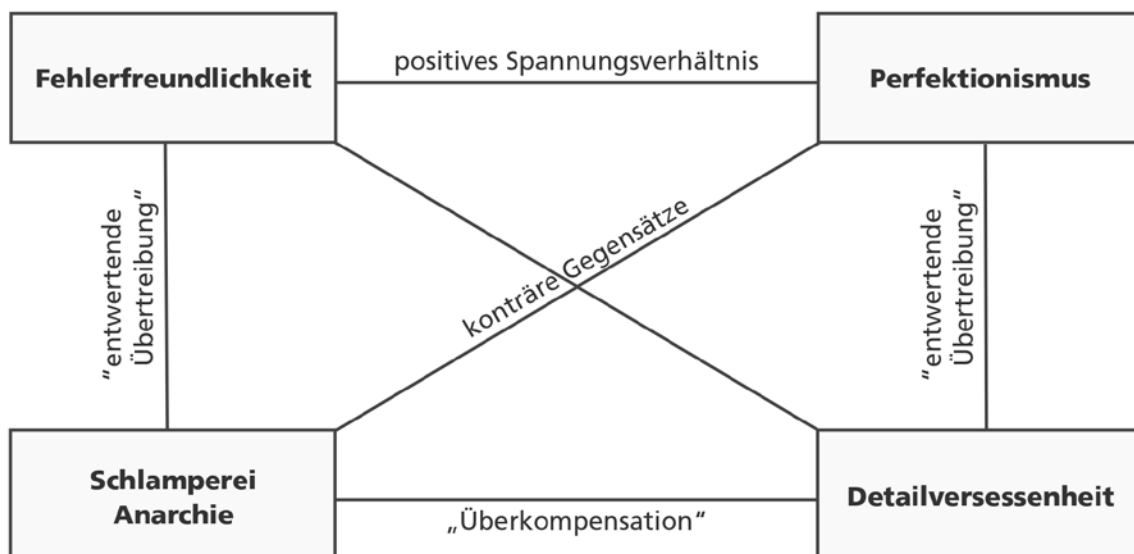 positives Spannungsverhältnis
Fehlerfreundlichkeit
Perfektionismus
“entwertende
Übertreibung“
konträre Gegensätze
“entwertende
Übertreibung“
Schlamperei
Anarchie
Detailversessenheit
„Überkompensation“